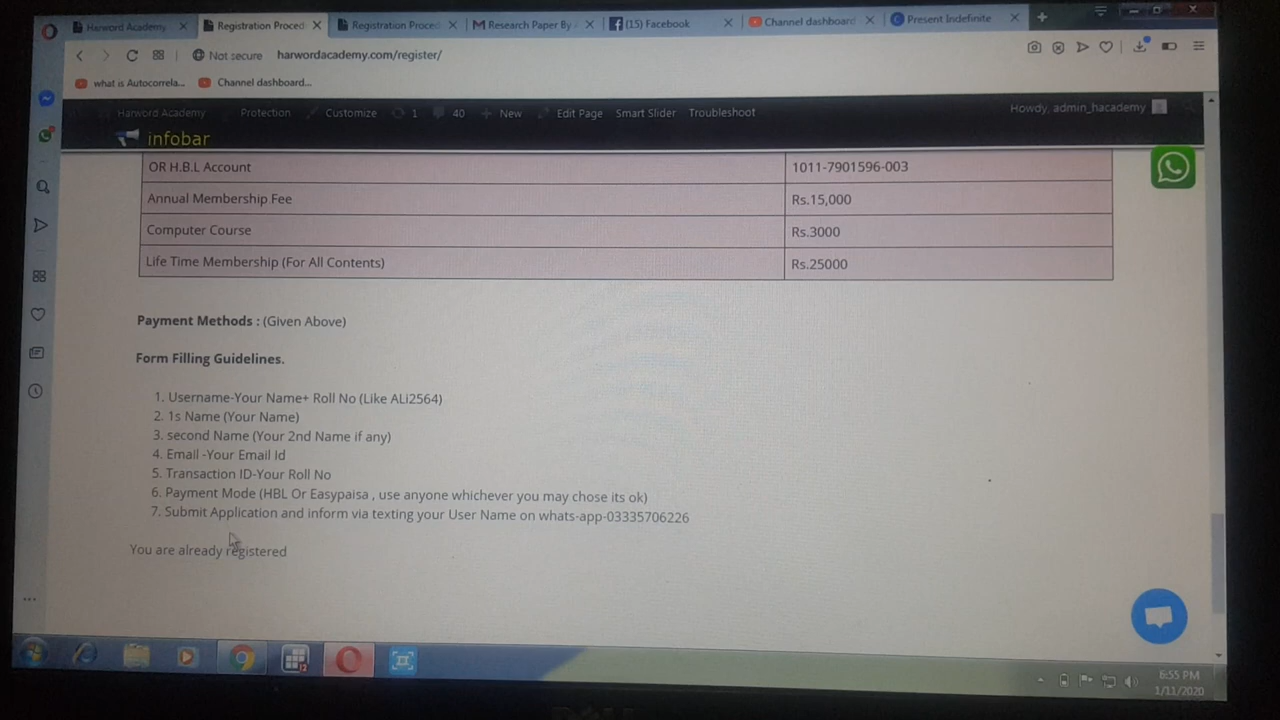 Harword Academy
Registration Proced
Registration Proced
Research Paper By
(15) Facebook
Channel dashboard
Present Indefinite
Not secure harwordacademy.com/register/
what is Autocorrela...
Channel dashboard...
Harword Academy Protection Customize 1 40 New Edit Page Smart Slider Troubleshoot Howdy, admin_hacademy
infobar
OR H.B.L Account 1011-7901596-003
Annual Membership Fee Rs.15,000
Computer Course Rs.3000
Life Time Membership (For All Contents) Rs.25000
Payment Methods : (Given Above)
Form Filling Guidelines.
1. Username-Your Name+ Roll No (Like ALi2564)
2. 1s Name (Your Name)
3. second Name (Your 2nd Name if any)
4. Email -Your Email Id
5. Transaction ID-Your Roll No
6. Payment Mode (HBL Or Easypaisa , use anyone whichever you may chose its ok)
7. Submit Application and inform via texting your User Name on whats-app-03335706226
You are already registered
6:55 PM
1/11/2020